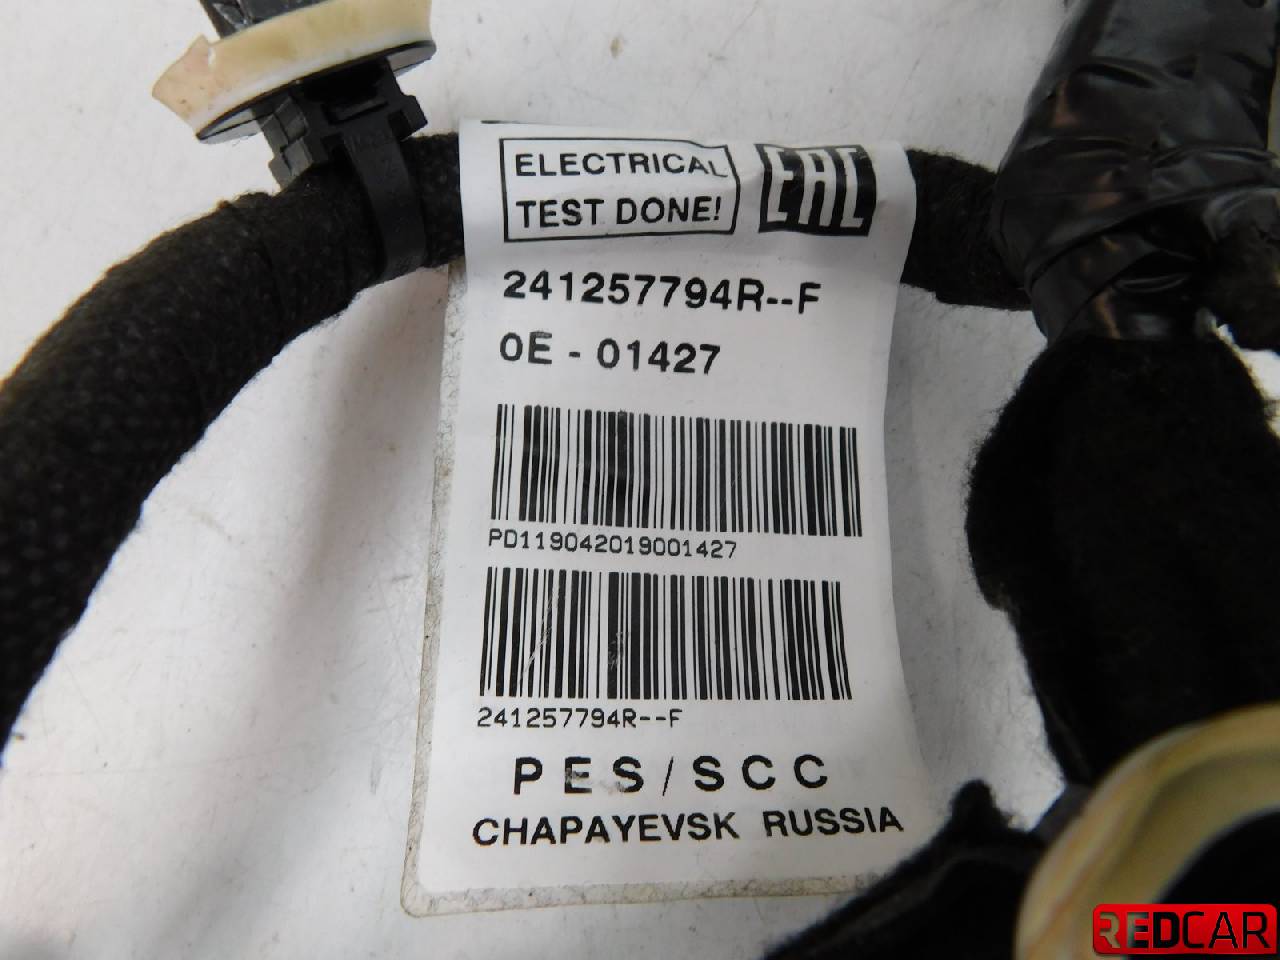 ELECTRICAL
TEST DONE!
EAC
241257794R--F
0E - 01427
PD119042019001427
241257794R--F
PES/SCC
CHAPAYEVSK RUSSIA
REDCAR